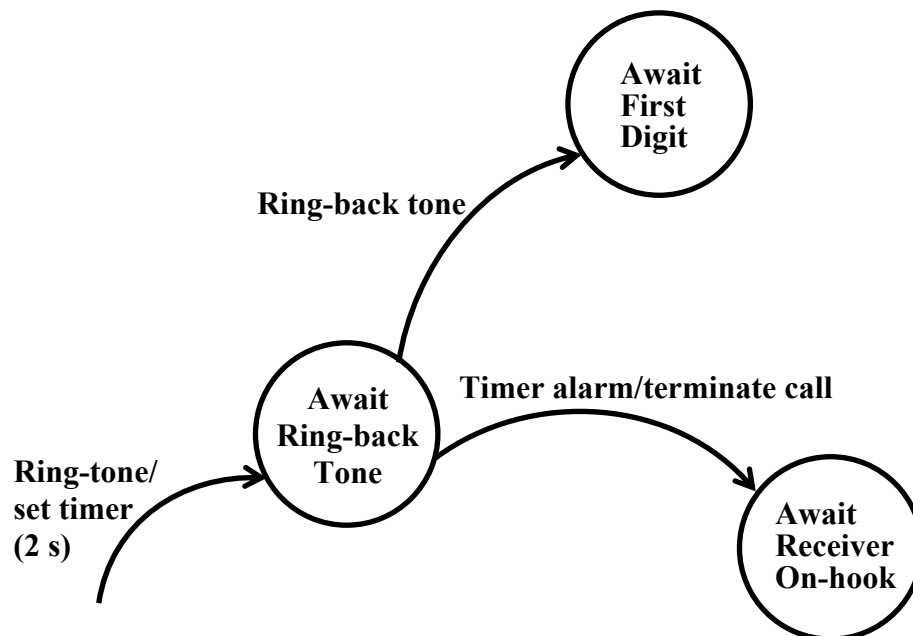 Await
First
Digit
Ring-back tone
Await
Ring-back
Tone
Timer alarm/terminate call
Ring-tone/
set timer
(2 s)
Await
Receiver
On-hook